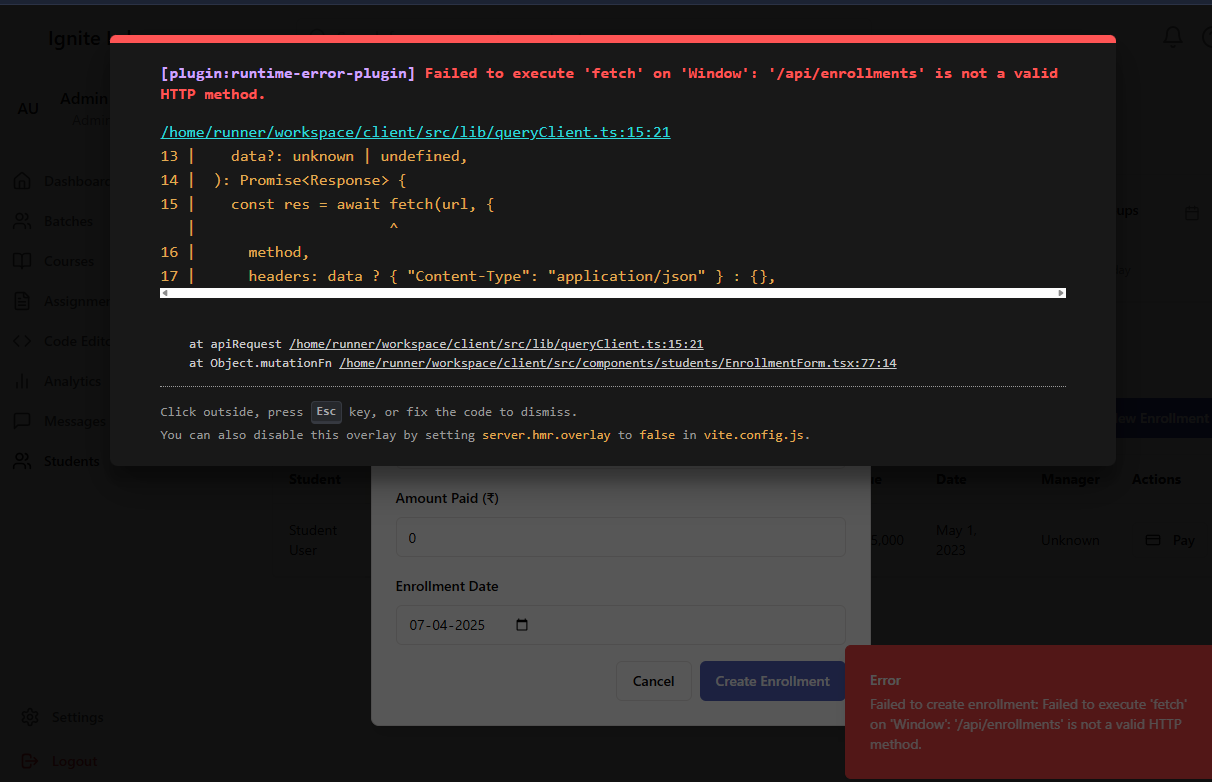 Ignite
[plugin:runtime-error-plugin] Failed to execute 'fetch' on 'Window': '/api/enrollments' is not a valid
HTTP method.
AU
Admin
Admin
/home/runner/workspace/client/src/lib/queryClient.ts:15:21
13 | data?: unknown | undefined,
14 | ): Promise<Response> {
15 | const res = await fetch(url, {
| ^
16 | method,
17 | headers: data ? { "Content-Type": "application/json" } : {},
at apiRequest /home/runner/workspace/client/src/lib/queryClient.ts:15:21
at Object.mutationFn /home/runner/workspace/client/src/components/students/EnrollmentForm.tsx:77:14
Click outside, press Esc key, or fix the code to dismiss.
You can also disable this overlay by setting server.hmr.overlay to false in vite.config.js.
Dashboard
Batches
Courses
Assignme
Code Edito
Analytics
Messages
Students
Settings
Logout
ups
ay
ew Enrollment
Student
ue
Date
Manager
Actions
Student
User
5,000
May 1,
2023
Unknown
Pay
Amount Paid (₹)
0
Enrollment Date
07-04-2025
Cancel
Create Enrollment
Error
Failed to create enrollment: Failed to execute 'fetch'
on 'Window': '/api/enrollments' is not a valid HTTP
method.